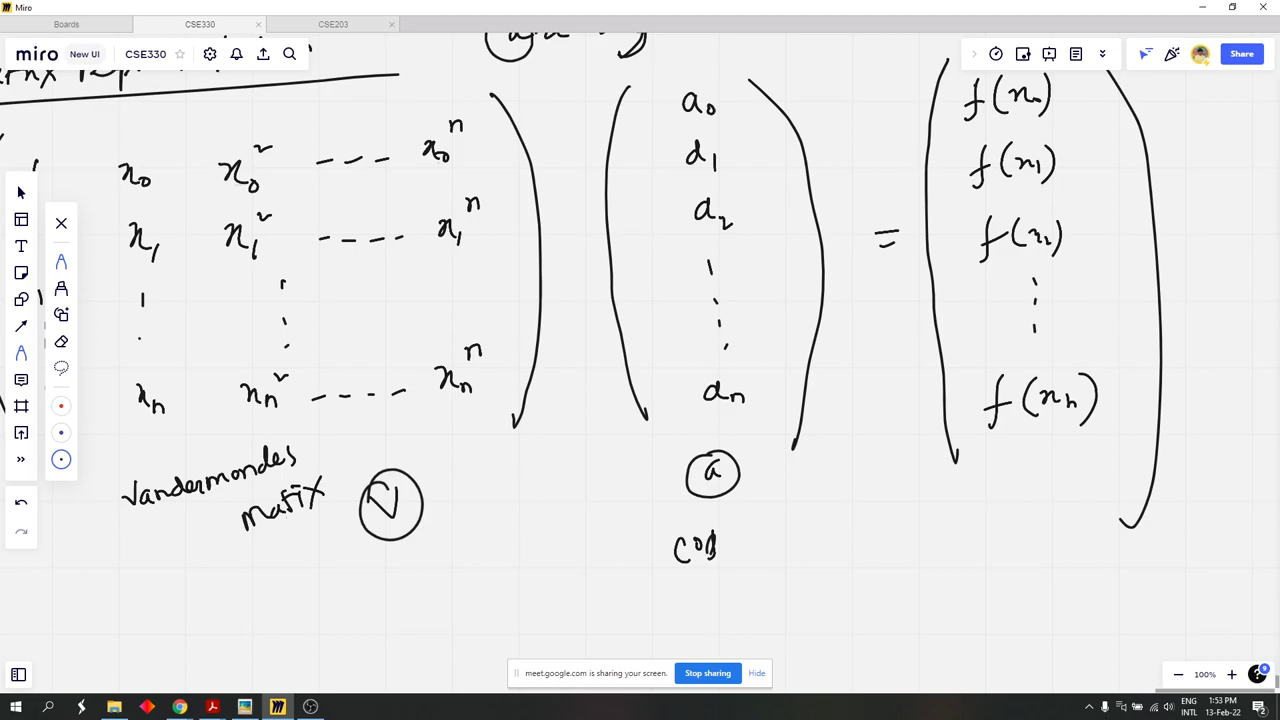 Miro
Boards CSE330 CSE203
miro New UI CSE330 Share
x₀ x₀² - - - x₀ⁿ a₀ f(x₀)
x₁ x₁² - - - - x₁ⁿ a₁ = f(x₁)
a₂ f(x₂)
xₙ xₙ² - - - - xₙⁿ aₙ f(xₙ)
Vandermondes
matrix V a
coe
meet.google.com is sharing your screen. Stop sharing Hide
100%
1:53 PM
INTL 13-Feb-22